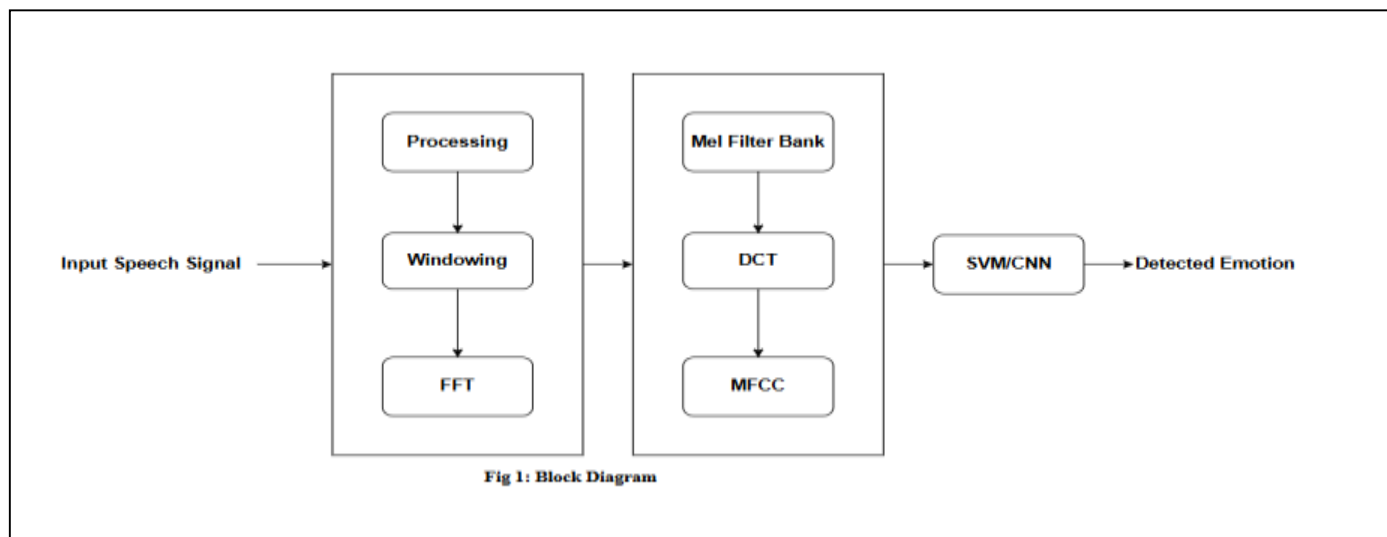 Input Speech Signal
Processing
Windowing
FFT
Mel Filter Bank
DCT
MFCC
SVM/CNN
Detected Emotion
Fig 1: Block Diagram